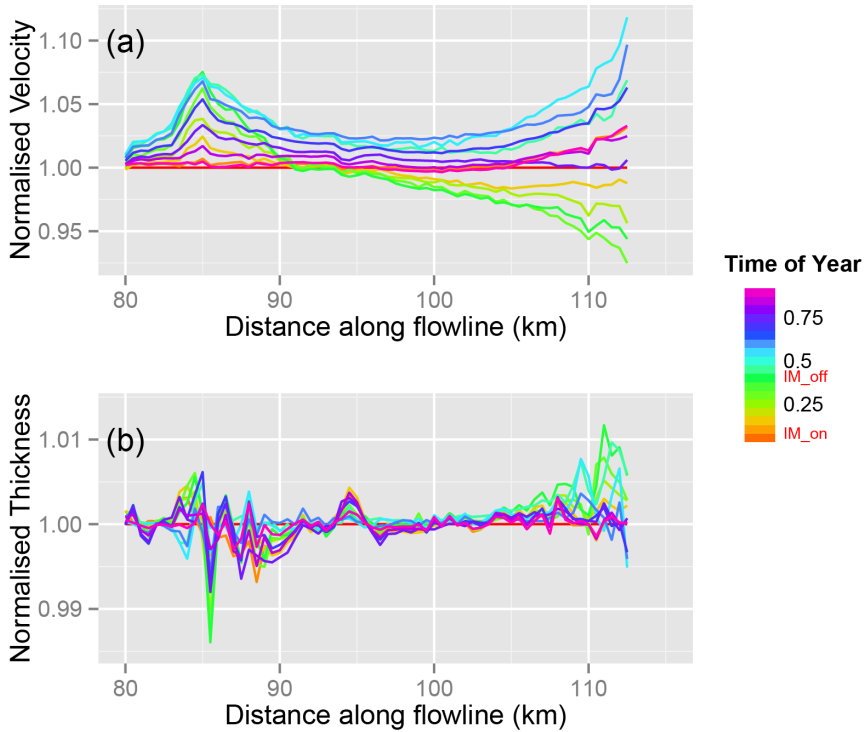 (a)
Normalised Velocity
1.10
1.05
1.00
0.95
80 90 100 110
Distance along flowline (km)
Time of Year
0.75
0.5
IM_off
0.25
IM_on
(b)
Normalised Thickness
1.01
1.00
0.99
80 90 100 110
Distance along flowline (km)